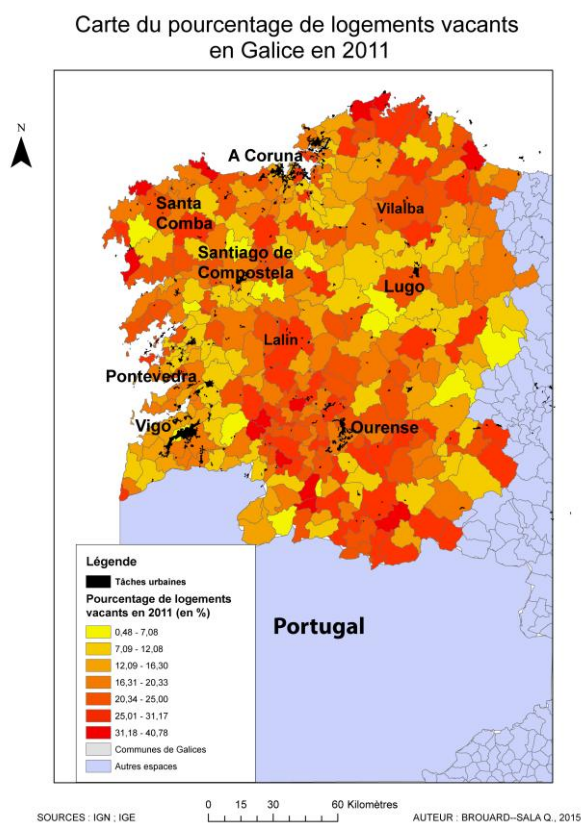 Carte du pourcentage de logements vacants
en Galice en 2011
N
A Coruna
Santa
Comba
Vilalba
Santiago de
Compostela
Lugo
Lalin
Pontevedra
Vigo
Ourense
Légende
Tâches urbaines
Pourcentage de logements
vacants en 2011 (en %)
0,48 - 7,08
7,09 - 12,08
12,09 - 16,30
16,31 - 20,33
20,34 - 25,00
25,01 - 31,17
31,18 - 40,78
Communes de Galices
Autres espaces
Portugal
0 15 30 60 Kilomètres
SOURCES : IGN ; IGE
AUTEUR : BROUARD--SALA Q., 2015